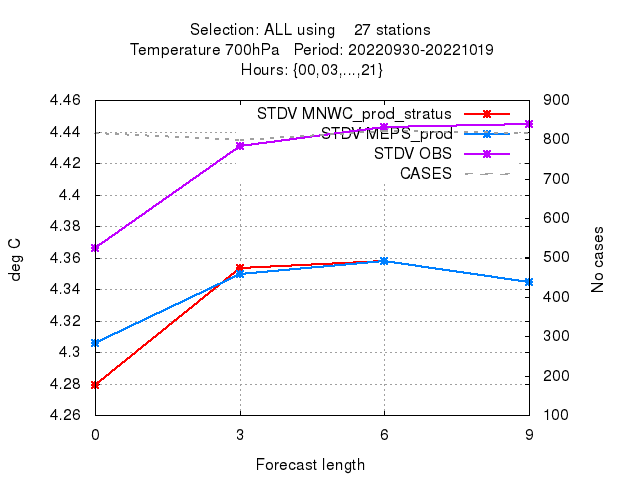 Selection: ALL using 27 stations
Temperature 700hPa Period: 20220930-20221019
Hours: {00,03,...,21}
STDV MNWC_prod_stratus
STDV MEPS_prod
STDV OBS
CASES
4.46
4.44
4.42
4.4
4.38
4.36
4.34
4.32
4.3
4.28
4.26
900
800
700
600
500
400
300
200
100
deg C
No cases
0 3 6 9
Forecast length